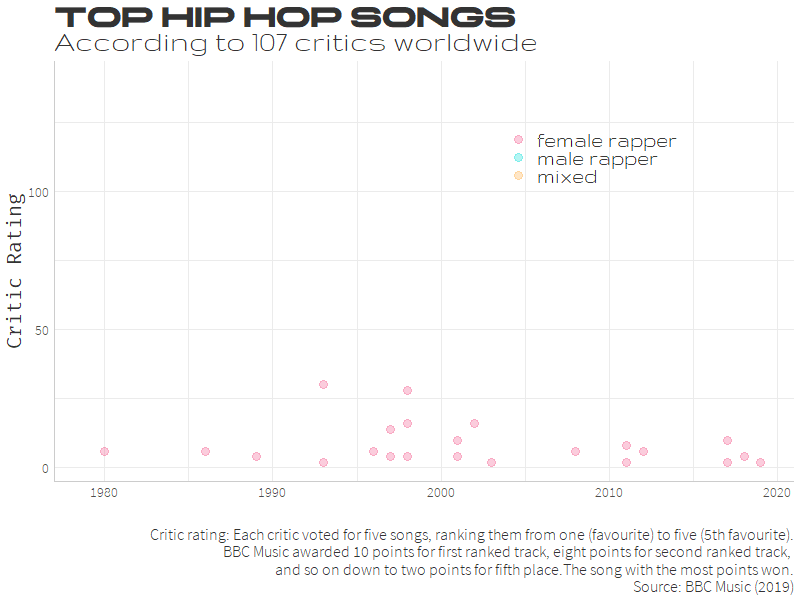 TOP HIP HOP SONGS
According to 107 critics worldwide
female rapper
male rapper
mixed
Critic Rating
100
50
0
1980
1990
2000
2010
2020
Critic rating: Each critic voted for five songs, ranking them from one (favourite) to five (5th favourite).
BBC Music awarded 10 points for first ranked track, eight points for second ranked track,
and so on down to two points for fifth place.The song with the most points won.
Source: BBC Music (2019)